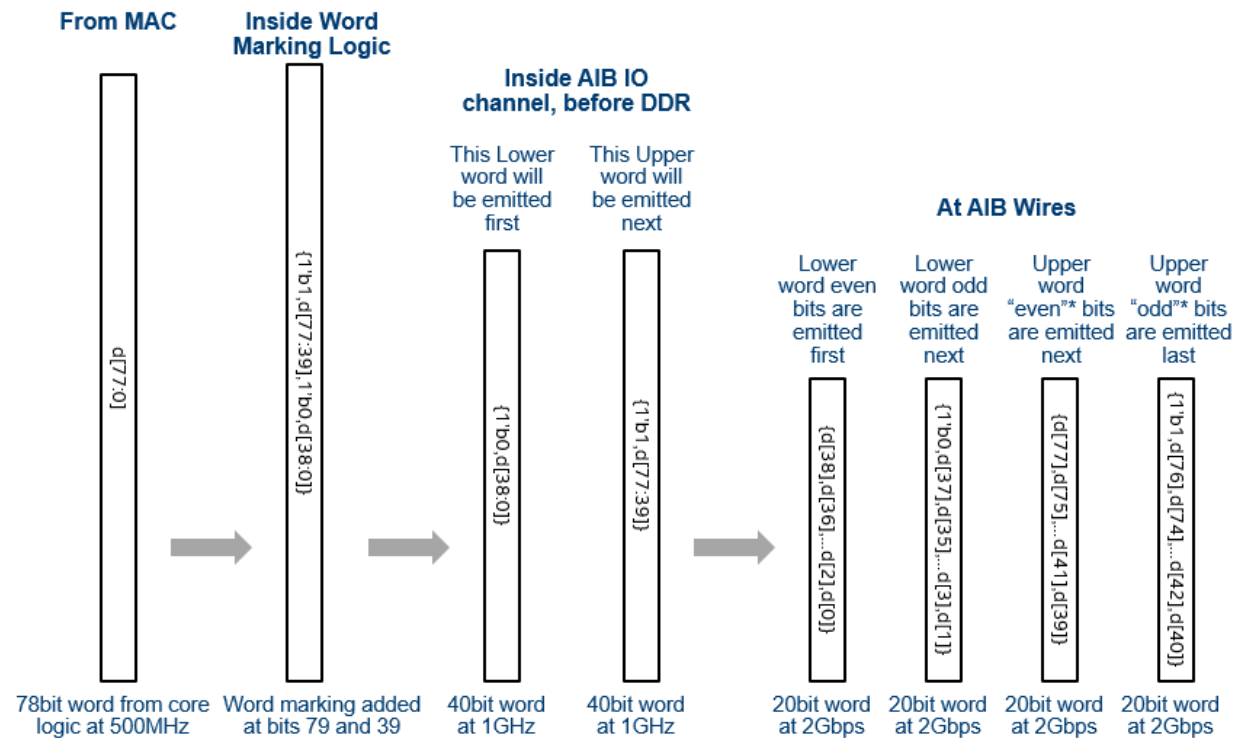 From MAC
Inside Word
Marking Logic
Inside AIB IO
channel, before DDR
This Lower
word will
be emitted
first
This Upper
word will
be emitted
next
At AIB Wires
Lower
word even
bits are
emitted
first
Lower
word odd
bits are
emitted
next
Upper
word
“even”* bits
are emitted
next
Upper
word
“odd”* bits
are emitted
last
d[77:0]
{1'b1,d[77:39],1'b0,d[38:0]}
{1'b0,d[38:0]}
{1'b1,d[77:39]}
{d[38],d[36],...d[2],d[0]}
{1'b0,d[37],d[35],...d[3],d[1]}
{d[77],d[75],...d[41],d[39]}
{1'b1,d[76],d[74],...d[42],d[40]}
78bit word from core
logic at 500MHz
Word marking added
at bits 79 and 39
40bit word
at 1GHz
40bit word
at 1GHz
20bit word
at 2Gbps
20bit word
at 2Gbps
20bit word
at 2Gbps
20bit word
at 2Gbps